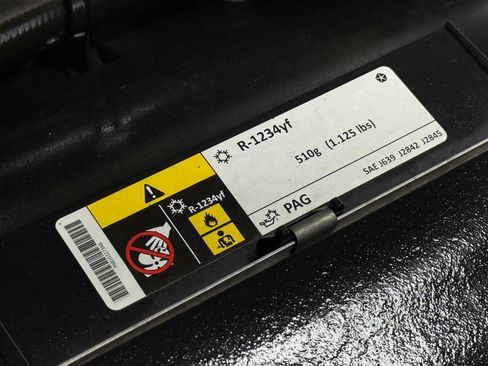 R-1234yf
510g (1.125 lbs)
SAE J639 J2842 J2845
PAG
R-1234yf